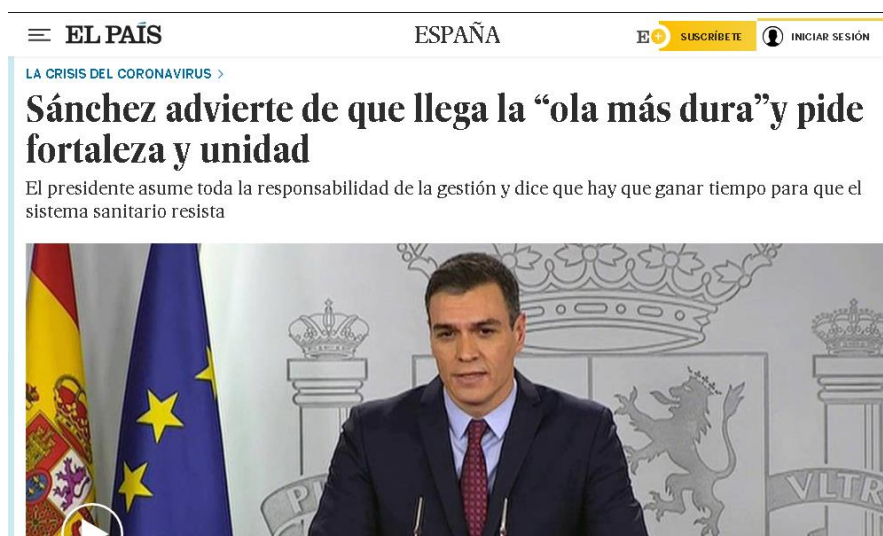 EL PAÍS
ESPAÑA
E+
SUSCRÍBETE
INICIAR SESIÓN
LA CRISIS DEL CORONAVIRUS >
Sánchez advierte de que llega la “ola más dura”y pide
fortaleza y unidad
El presidente asume toda la responsabilidad de la gestión y dice que hay que ganar tiempo para que el
sistema sanitario resista
VLTR